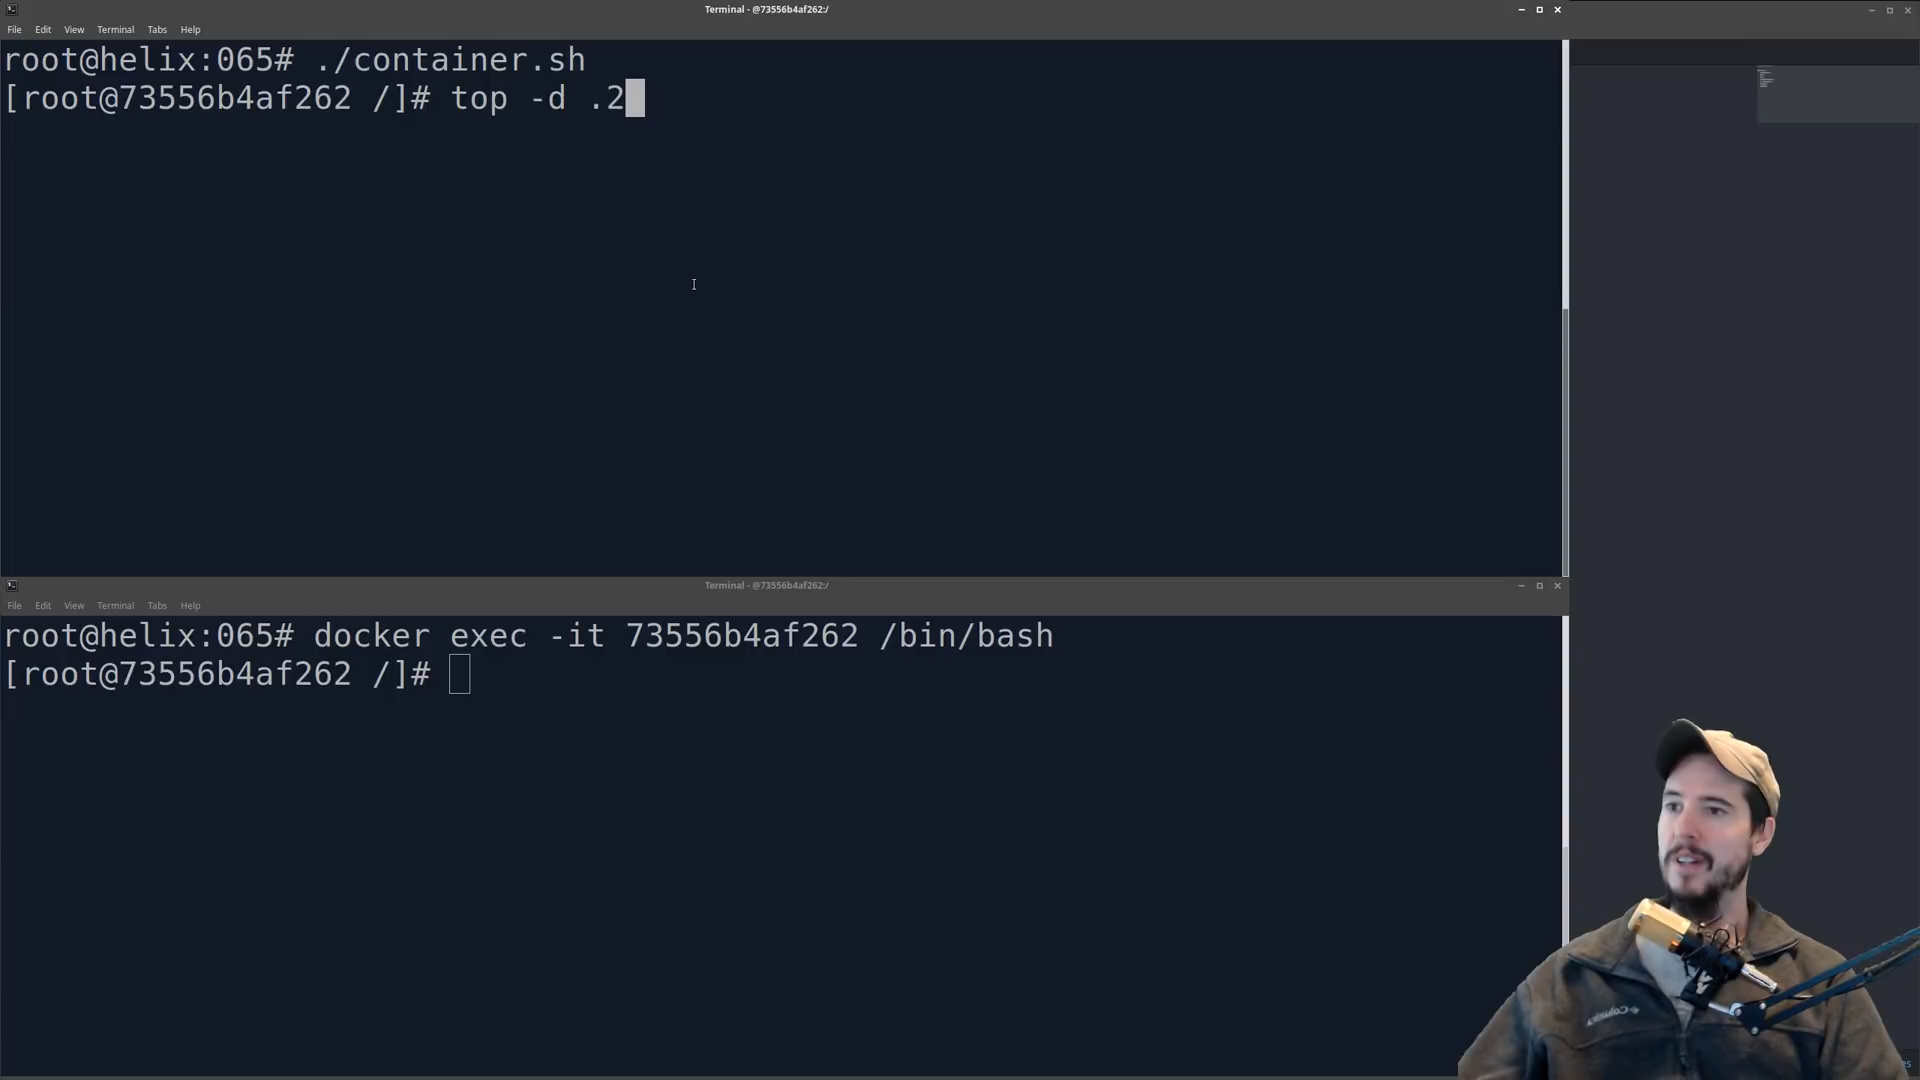 Terminal - @73556b4af262:/
File Edit View Terminal Tabs Help
root@helix:065# ./container.sh
[root@73556b4af262 /]# top -d .2
Terminal - @73556b4af262:/
File Edit View Terminal Tabs Help
root@helix:065# docker exec -it 73556b4af262 /bin/bash
[root@73556b4af262 /]#
Columbia